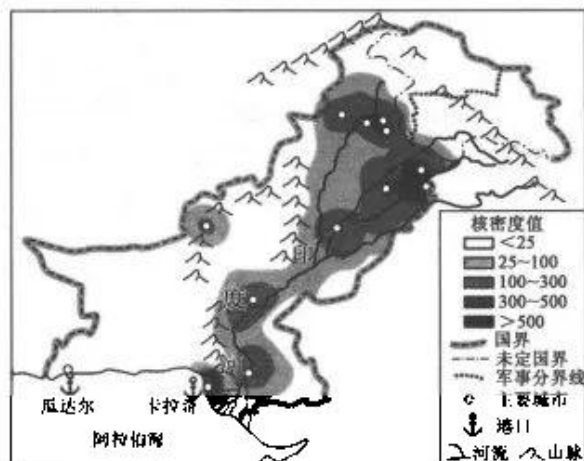 印
度
河
瓜达尔
卡拉奇
阿拉伯海
核密度值
<25
25~100
100~300
300~500
>500
国界
未定国界
军事分界线
主要城市
港口
河流 山脉